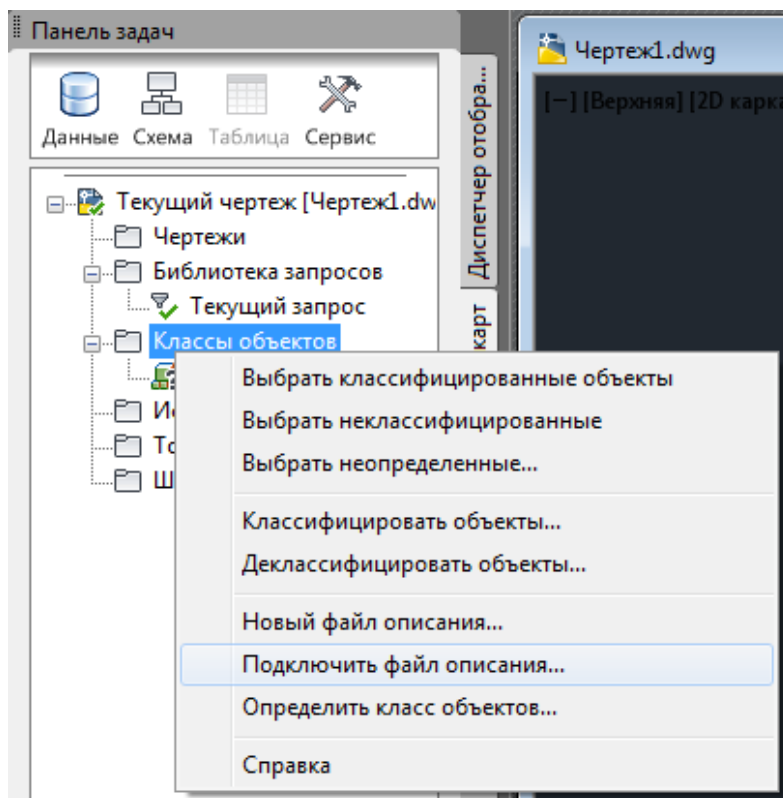 Панель задач
Данные Схема Таблица Сервис
Текущий чертеж [Чертеж1.dw
Чертежи
Библиотека запросов
Текущий запрос
Классы объектов
Выбрать классифицированные объекты
Выбрать неклассифицированные
Выбрать неопределенные...
Классифицировать объекты...
Деклассифицировать объекты...
Новый файл описания...
Подключить файл описания...
Определить класс объектов...
Справка
Диспетчер отобра...
карт
Чертеж1.dwg
[−] [Верхняя] [2D карка